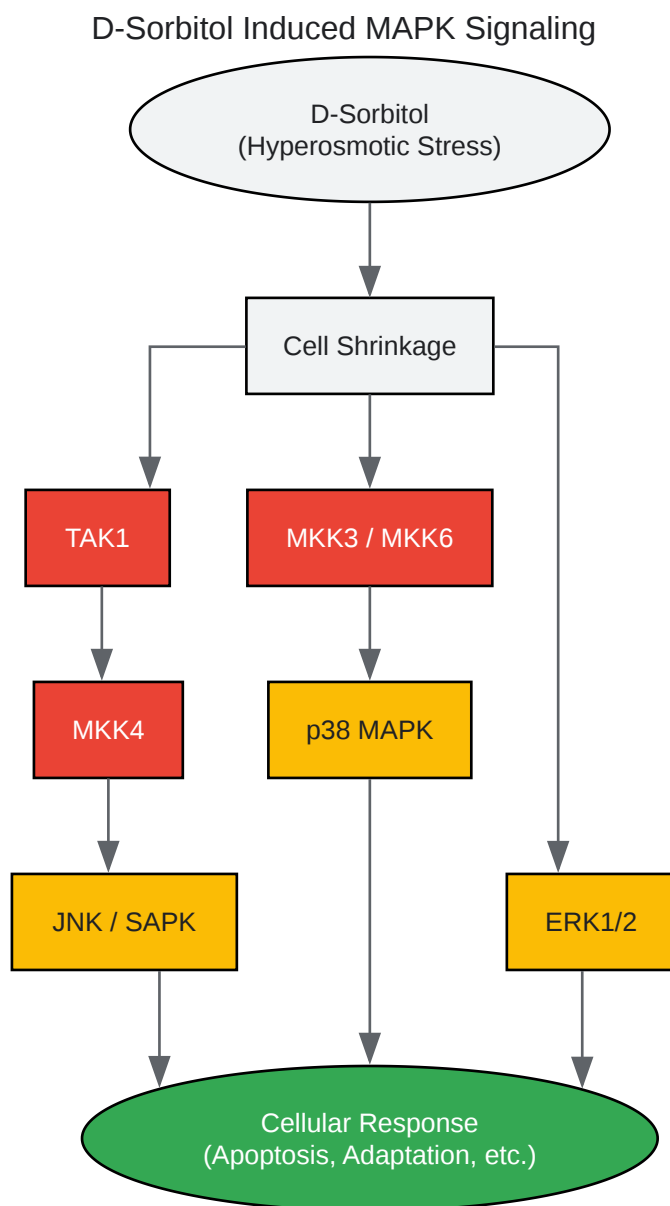 D-Sorbitol Induced MAPK Signaling
D-Sorbitol
(Hyperosmotic Stress)
Cell Shrinkage
TAK1
MKK3 / MKK6
MKK4
p38 MAPK
JNK / SAPK
ERK1/2
Cellular Response
(Apoptosis, Adaptation, etc.)